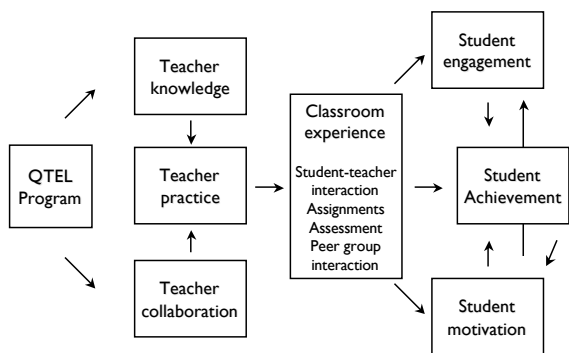 QTEL
Program
Teacher
knowledge
Teacher
practice
Teacher
collaboration
Classroom
experience
Student-teacher
interaction
Assignments
Assessment
Peer group
interaction
Student
engagement
Student
Achievement
Student
motivation